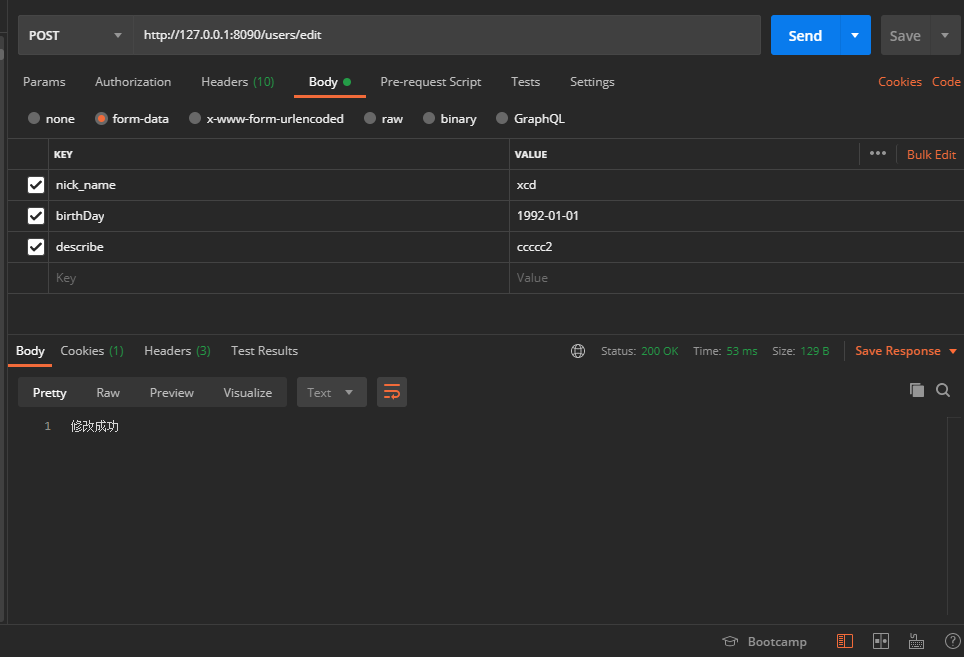 POST http://127.0.0.1:8090/users/edit Send Save
Params Authorization Headers (10) Body Pre-request Script Tests Settings Cookies Code
none form-data x-www-form-urlencoded raw binary GraphQL
KEY VALUE ••• Bulk Edit
nick_name xcd
birthDay 1992-01-01
describe ccccc2
Key Value
Body Cookies (1) Headers (3) Test Results Status: 200 OK Time: 53 ms Size: 129 B Save Response
Pretty Raw Preview Visualize Text
1 修改成功
Bootcamp